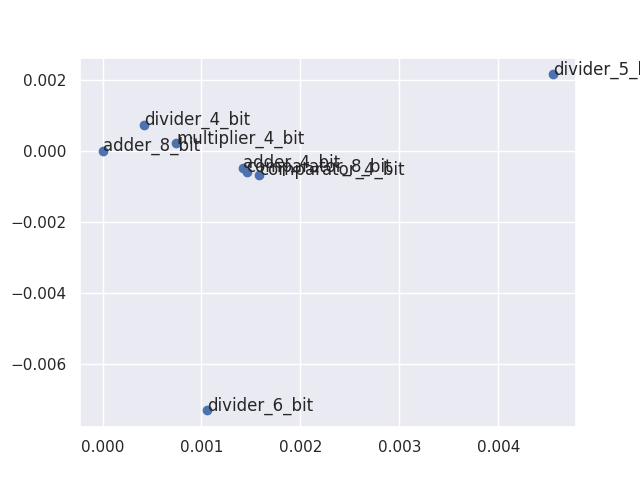 0.002
0.000
−0.002
−0.004
−0.006
divider_5_b
divider_4_bit
multiplier_4_bit
adder_8_bit
adder_4_bit
comparator_8_bit
comparator_4_bit
divider_6_bit
0.000 0.001 0.002 0.003 0.004